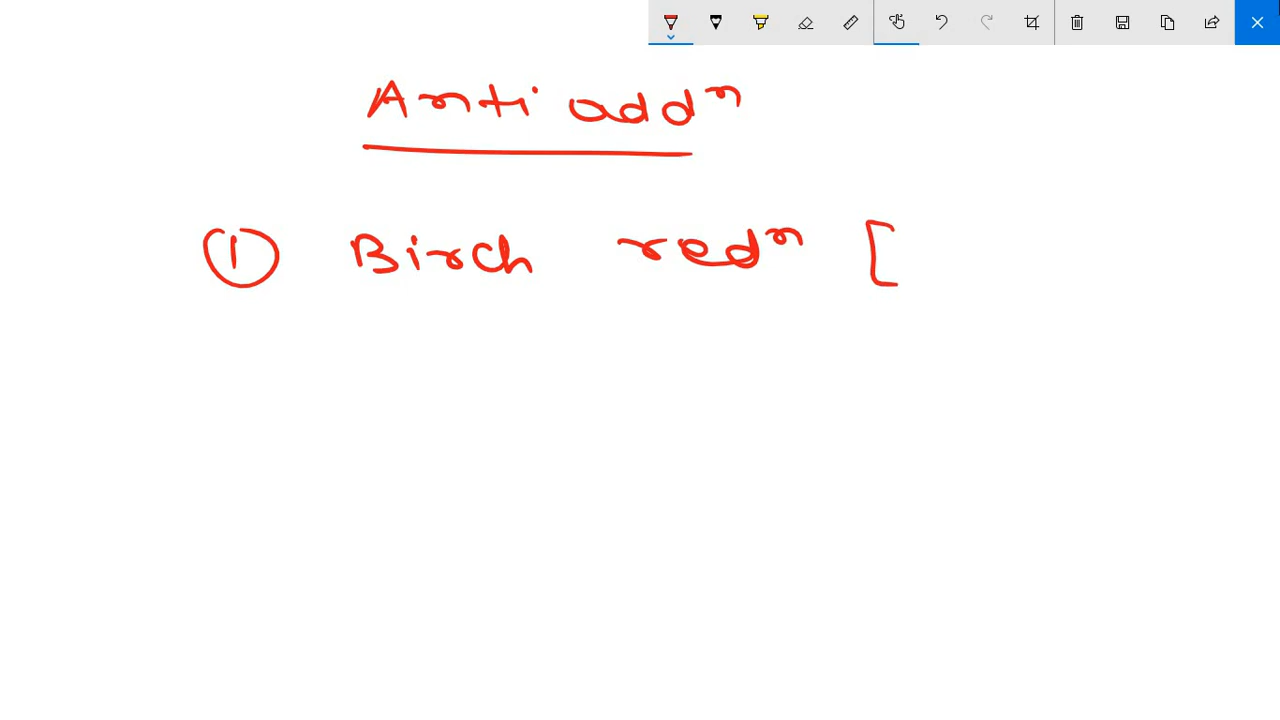 Anti addⁿ
① Birch redⁿ [